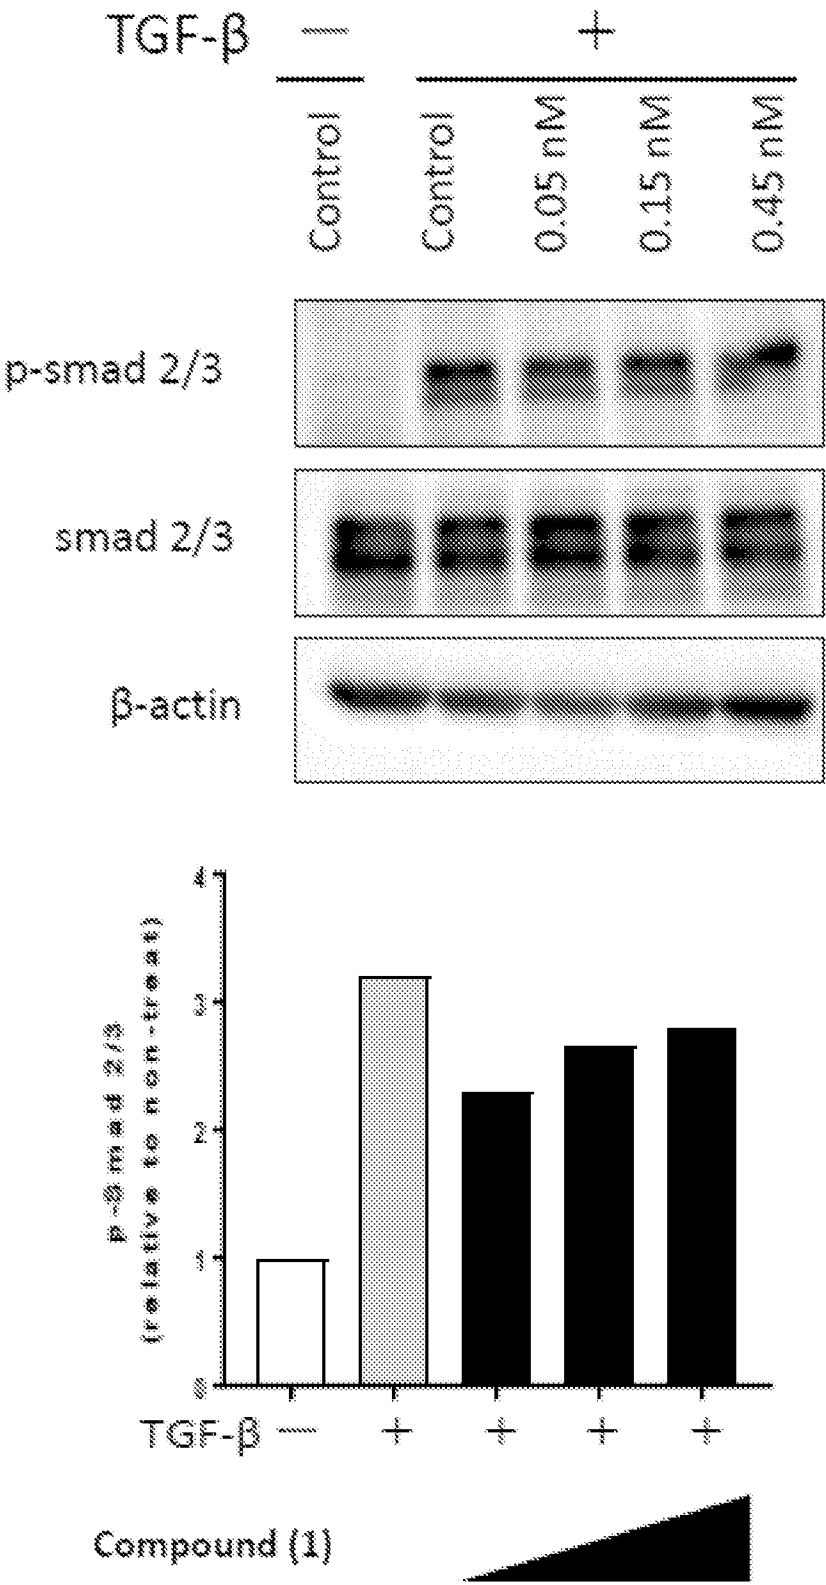 TGF-β — +
Control Control 0.05 nM 0.15 nM 0.45 nM
p-smad 2/3
smad 2/3
β-actin
p-Smad 2/3
(relative to non-treat)
4
3
2
1
0
TGF-β — + + + +
Compound (1)